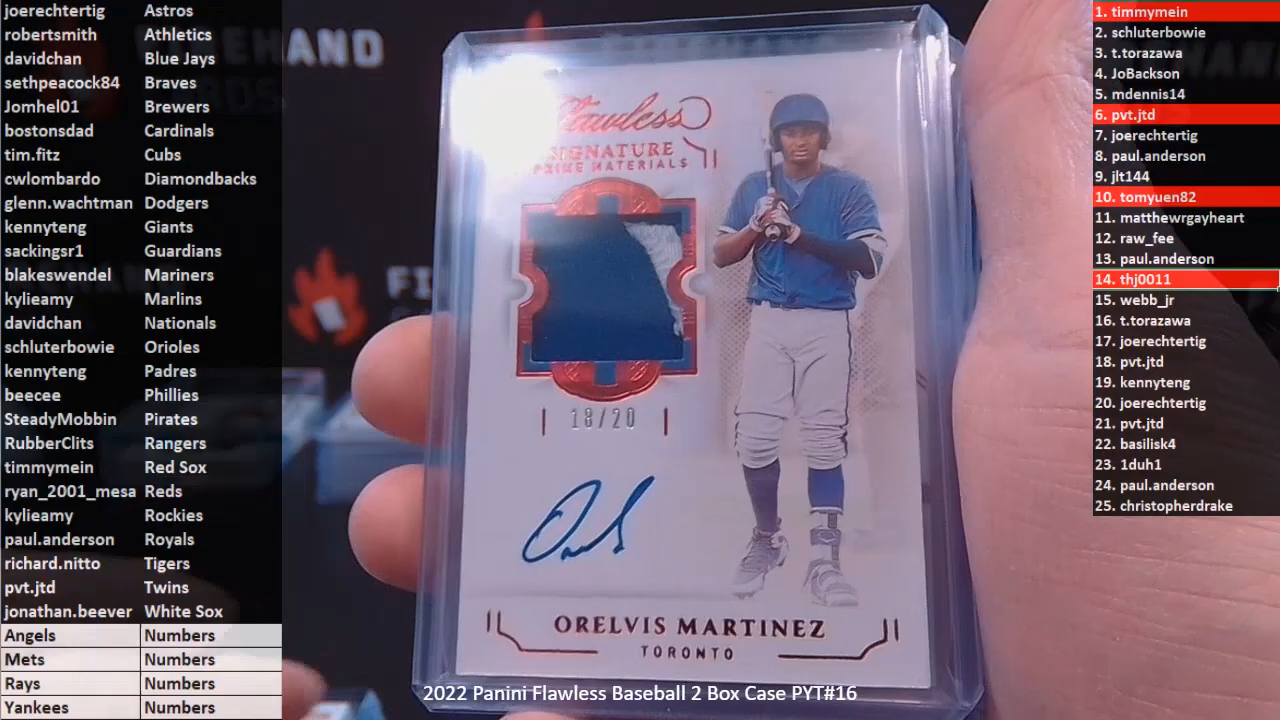 joerechtertig Astros
robertsmith Athletics
davidchan Blue Jays
sethpeacock84 Braves
Jomhel01 Brewers
bostonsdad Cardinals
tim.fitz Cubs
cwlombardo Diamondbacks
glenn.wachtman Dodgers
kennyteng Giants
sackingsr1 Guardians
blakeswendel Mariners
kylieamy Marlins
davidchan Nationals
schluterbowie Orioles
kennyteng Padres
beecee Phillies
SteadyMobbin Pirates
RubberClits Rangers
timmymein Red Sox
ryan_2001_mesa Reds
kylieamy Rockies
paul.anderson Royals
richard.nitto Tigers
pvt.jtd Twins
jonathan.beever White Sox
Angels Numbers
Mets Numbers
Rays Numbers
Yankees Numbers
Flawless
SIGNATURE
PRIME MATERIALS
18/20
ORELVIS MARTINEZ
TORONTO
2022 Panini Flawless Baseball 2 Box Case PYT#16
1. timmymein
2. schluterbowie
3. t.torazawa
4. JoBackson
5. mdennis14
6. pvt.jtd
7. joerechtertig
8. paul.anderson
9. jlt144
10. tomyuen82
11. matthewrgayheart
12. raw_fee
13. paul.anderson
14. thj0011
15. webb_jr
16. t.torazawa
17. joerechtertig
18. pvt.jtd
19. kennyteng
20. joerechtertig
21. pvt.jtd
22. basilisk4
23. 1duh1
24. paul.anderson
25. christopherdrake